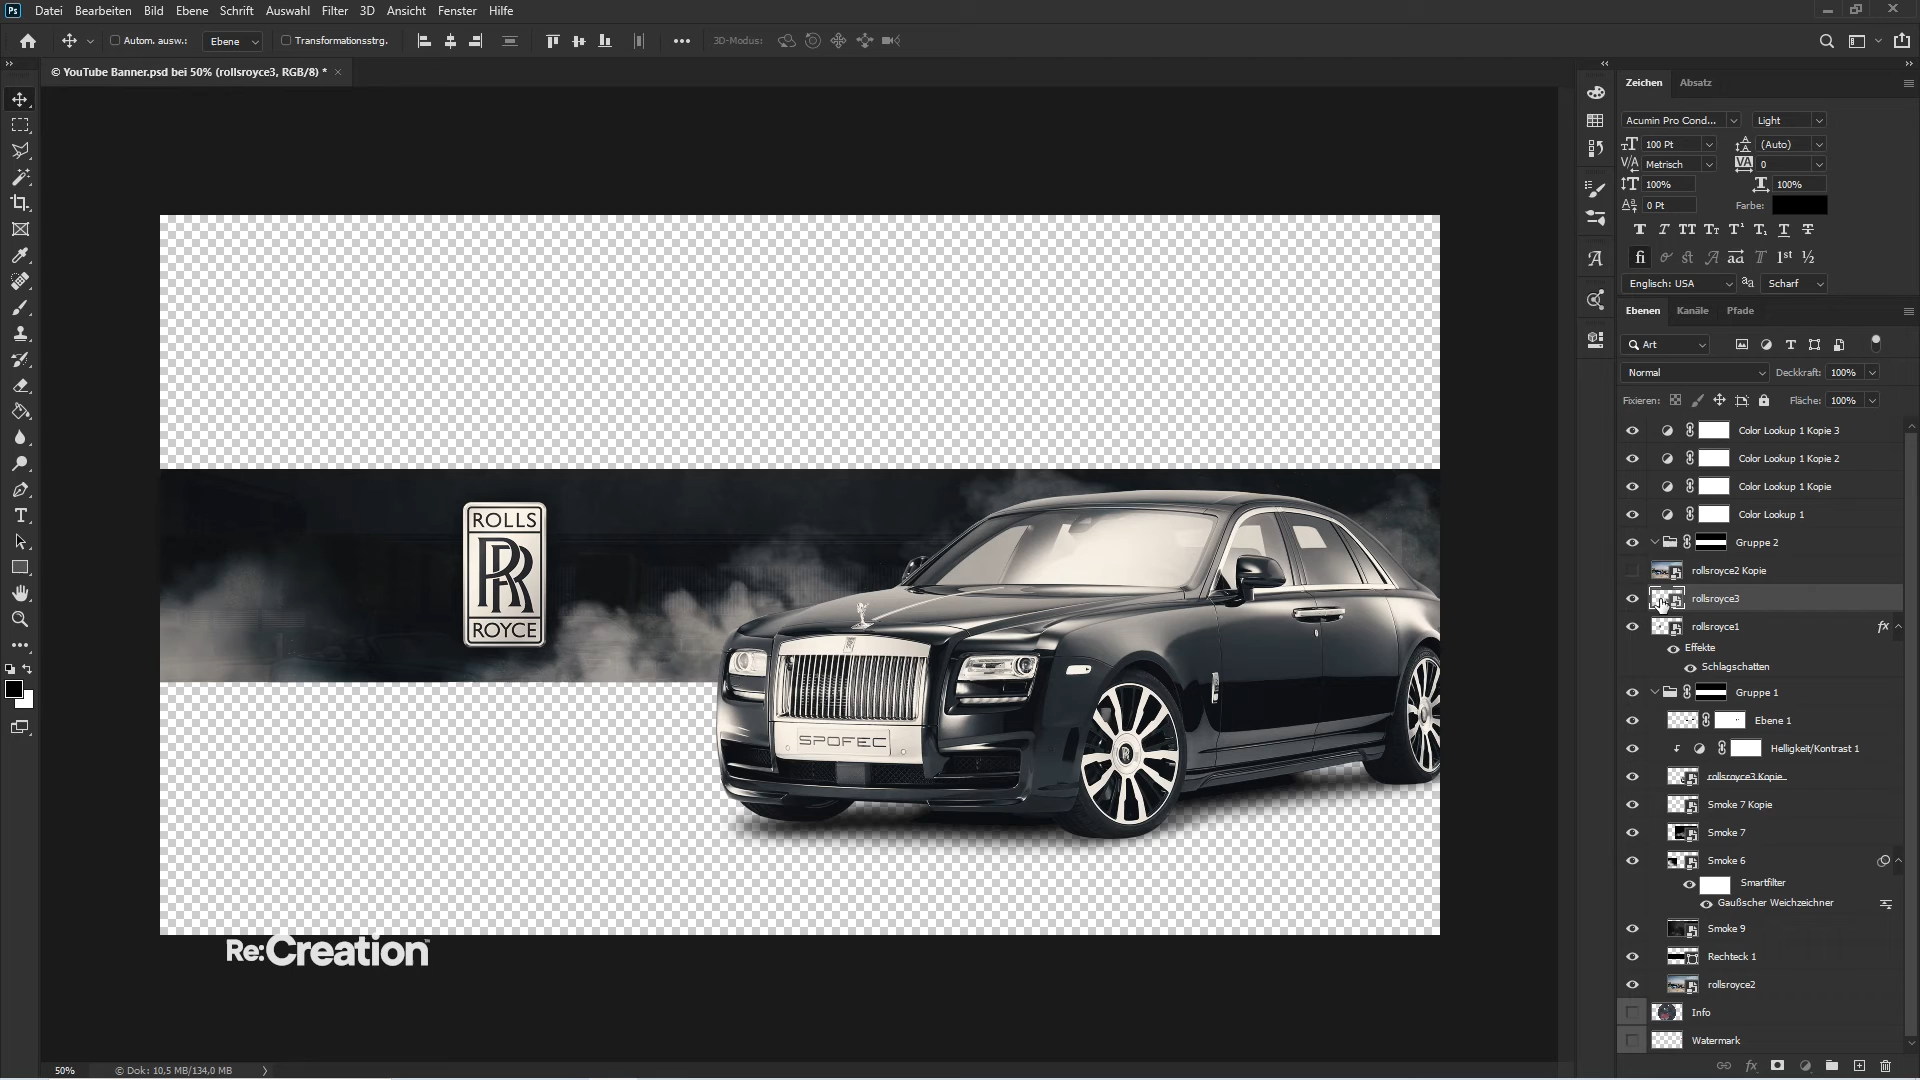 Ps Datei Bearbeiten Bild Ebene Schrift Auswahl Filter 3D Ansicht Fenster Hilfe
Autom. ausw.: Ebene Transformationsstrg. 3D-Modus:
© YouTube Banner.psd bei 50% (rollsroyce3, RGB/8) *
Zeichen Absatz
Acumin Pro Cond... Light
100 Pt (Auto)
Metrisch 0
100% 100%
0 Pt Farbe:
Englisch: USA Scharf
Ebenen Kanäle Pfade
Art
Normal Deckkraft: 100%
Fixieren: Fläche: 100%
Color Lookup 1 Kopie 3
Color Lookup 1 Kopie 2
Color Lookup 1 Kopie
Color Lookup 1
Gruppe 2
rollsroyce2 Kopie
rollsroyce3
rollsroyce1 fx
Effekte
Schlagschatten
Gruppe 1
Ebene 1
Helligkeit/Kontrast 1
rollsroyce3 Kopie
Smoke 7 Kopie
Smoke 7
Smoke 6
Smartfilter
Gaußscher Weichzeichner
Smoke 9
Rechteck 1
rollsroyce2
Info
Watermark
ROLLS
RR
ROYCE
SPOFEC
Re:Creation™
50% © Dok: 10,5 MB/134,0 MB